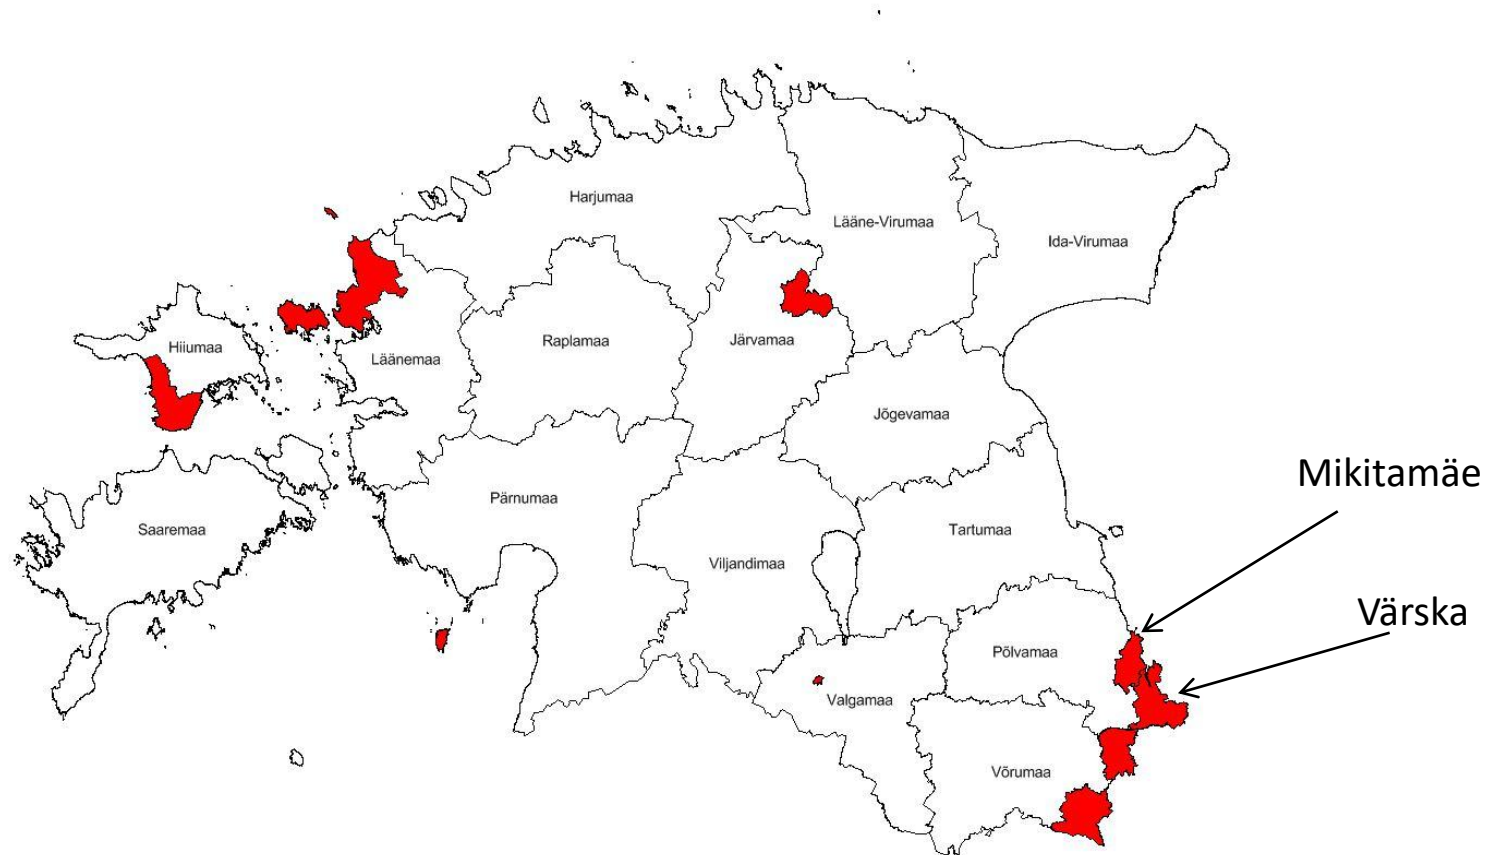 Harjumaa
Lääne-Virumaa
Ida-Virumaa
Hiiumaa
Läänemaa
Raplamaa
Järvamaa
Jõgevamaa
Mikitamäe
Saaremaa
Pärnumaa
Viljandimaa
Tartumaa
Värska
Põlvamaa
Valgamaa
Võrumaa